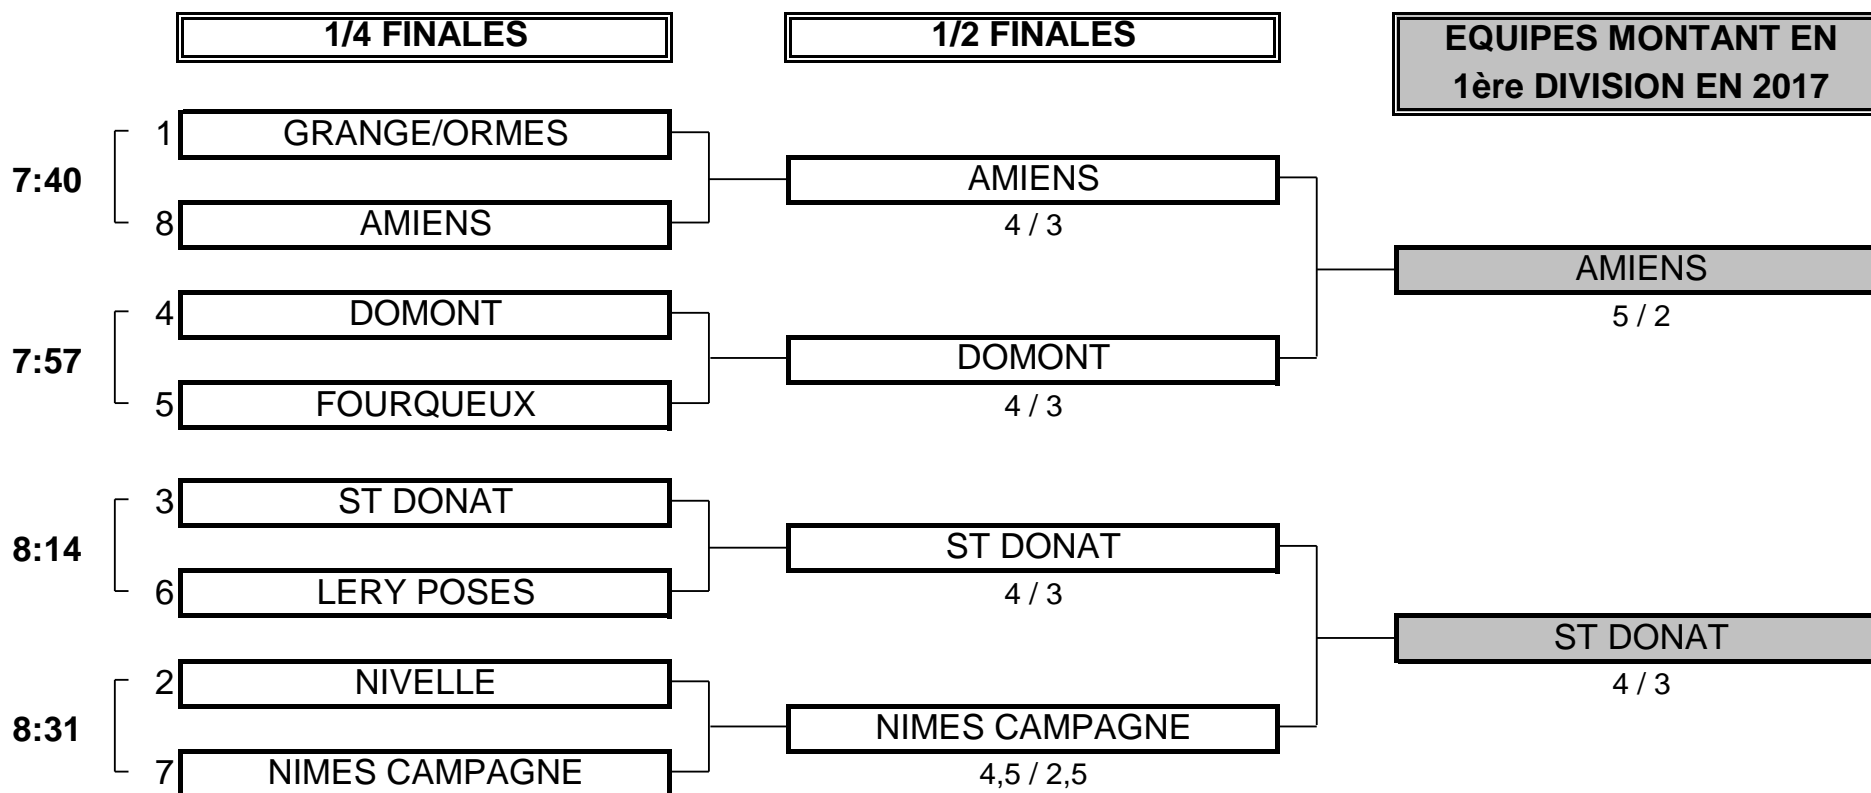 1/4 FINALES
1/2 FINALES
EQUIPES MONTANT EN
1ère DIVISION EN 2017
1 GRANGE/ORMES
7:40
AMIENS
8 AMIENS
4 / 3
AMIENS
4 DOMONT
5 / 2
7:57
DOMONT
5 FOURQUEUX
4 / 3
3 ST DONAT
8:14
ST DONAT
6 LERY POSES
4 / 3
ST DONAT
2 NIVELLE
4 / 3
8:31
NIMES CAMPAGNE
7 NIMES CAMPAGNE
4,5 / 2,5